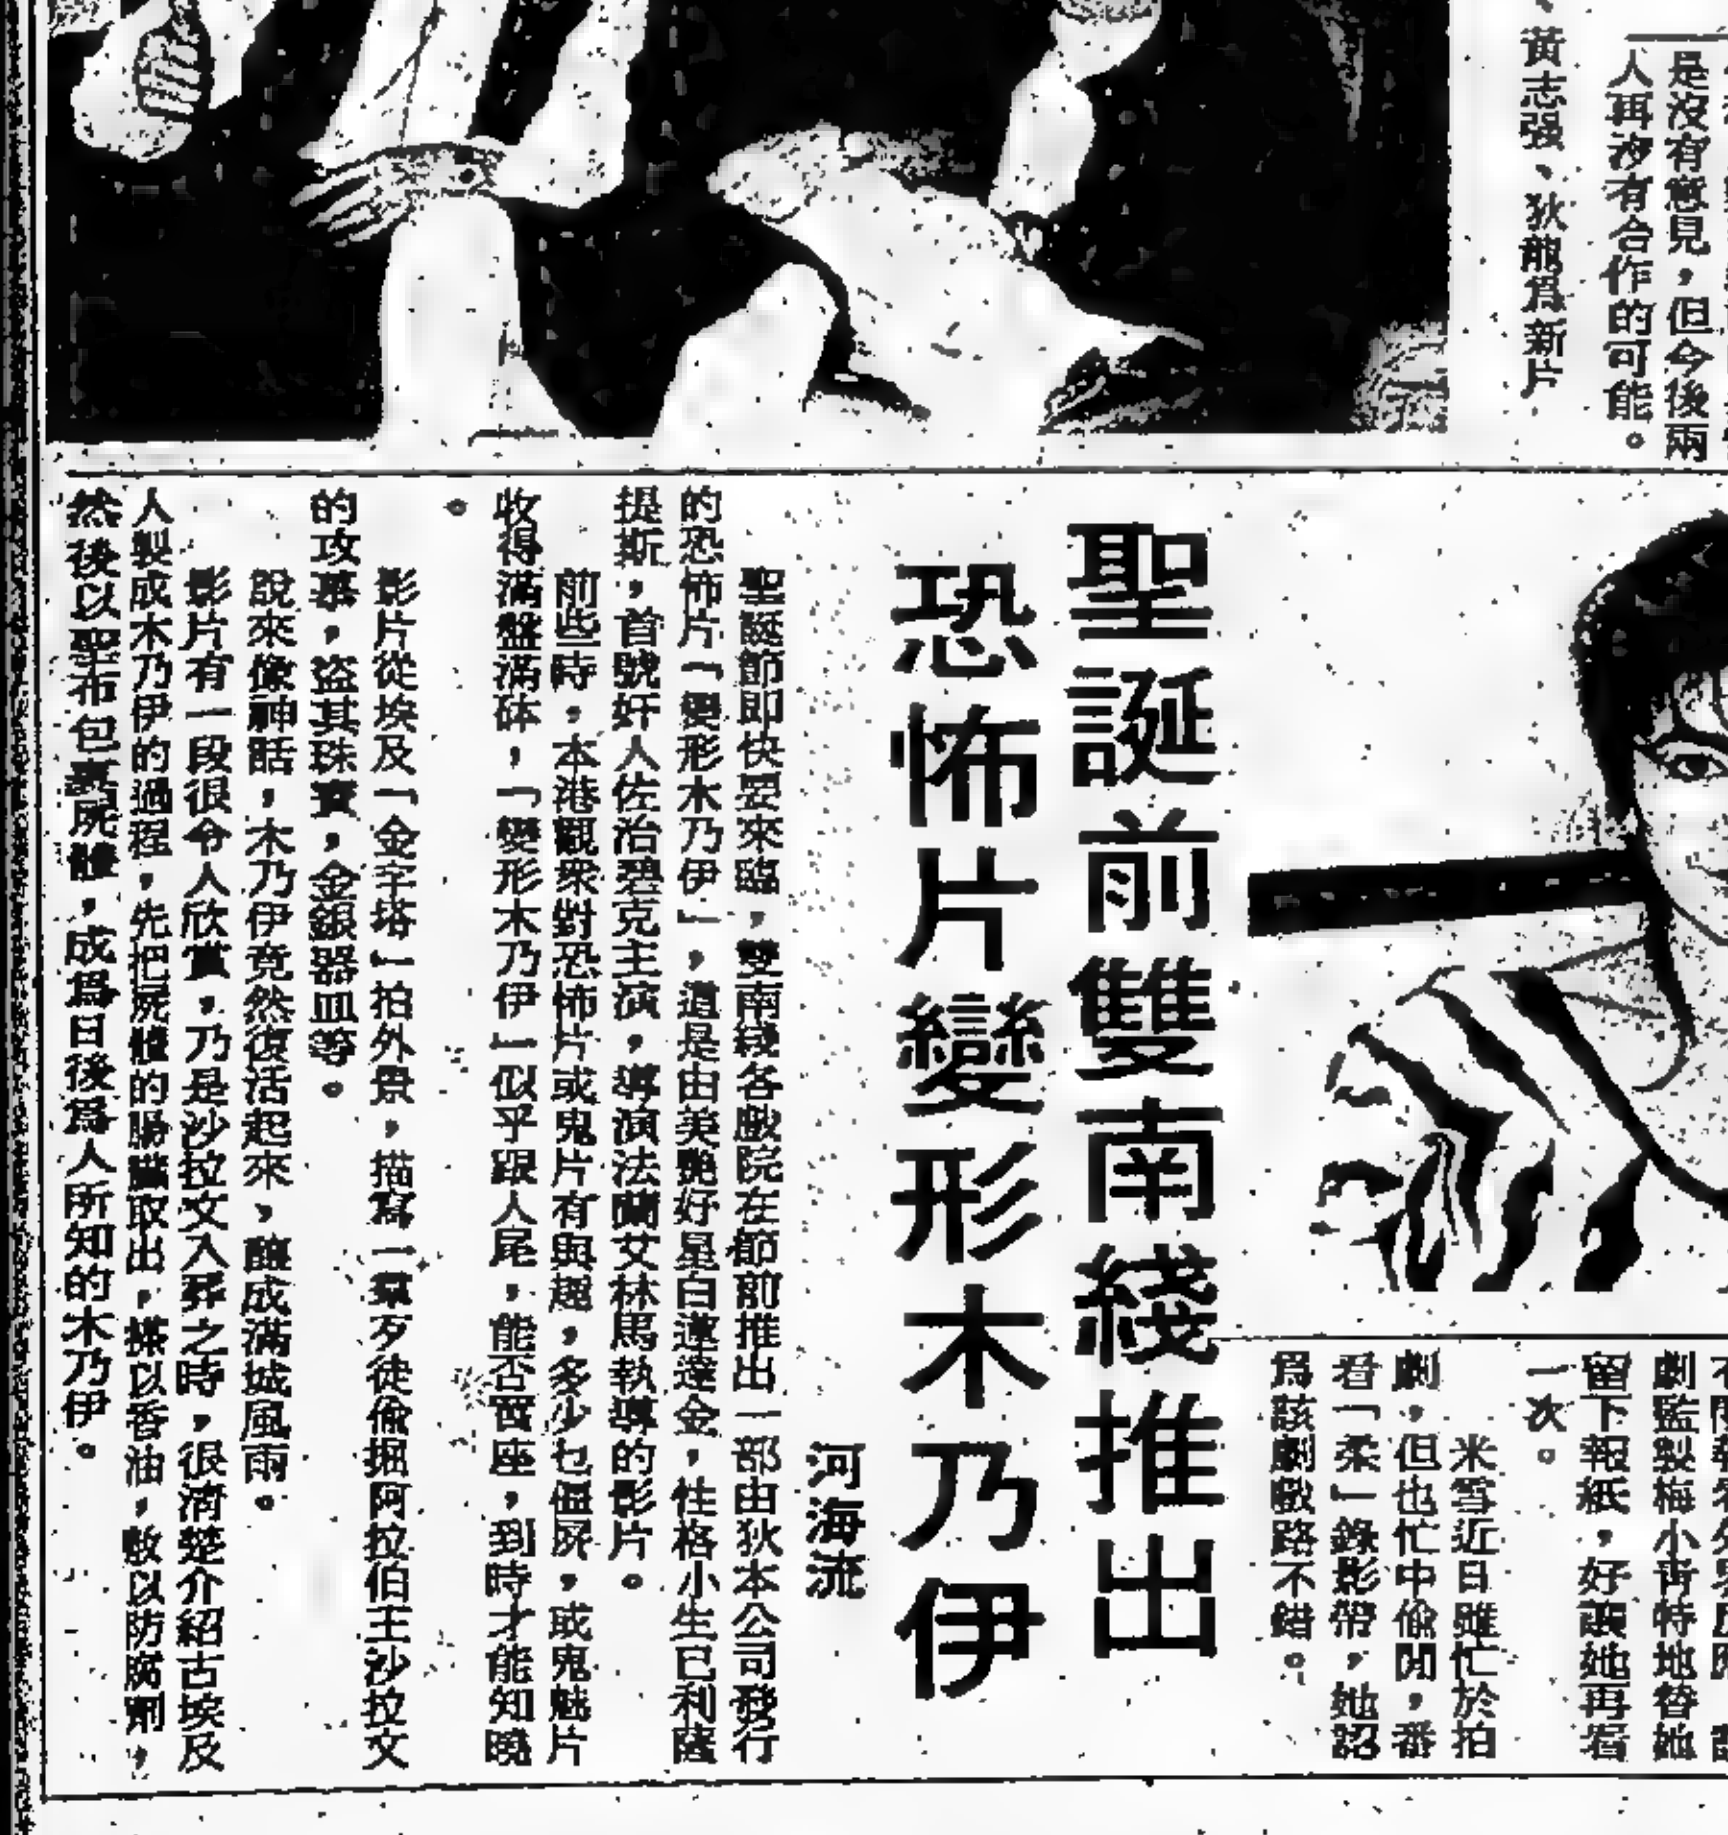 、黃志强、狄龍爲新片
是沒有意見，但今後兩
人再沒有合作的可能。
聖誕前雙南綫推出
恐怖片變形木乃伊
河海流
聖誕節即快要來臨，雙南綫各戲院在節前推出一部由狄本公司發行
的恐怖片「變形木乃伊」，這是由美艷好星白蓮達金，性格小生巴利薩
提斯，首號奸人佐治碧克主演，導演法蘭艾林馬執導的影片。
前些時，本港觀衆對恐怖片或鬼片有興趣，多少乜僵屍，或鬼魅片
收得滿盤滿砵，「變形木乃伊」似乎跟人尾，能否賣座，到時才能知曉
。
影片從埃及「金字塔」拍外景，描寫一羣歹徒偷掘阿拉伯王沙拉文
的攻墓，盜其珠寶，金銀器皿等。
說來像神話，木乃伊竟然復活起來，釀成滿城風雨。
影片有一段很令人欣賞，乃是沙拉文入葬之時，很清楚介紹古埃及
人製成木乃伊的過程，先把屍體的腸臟取出，搽以香油，敷以防腐劑，
然後以聖布包裹屍體，成爲日後爲人所知的木乃伊。
劇監製梅小青特地替她
留下報紙，好讓她再看
一次。
米雪近日雖忙於拍
劇，但也忙中偷閒，看
看「柔」錄影帶，她認
爲該劇戲路不錯。